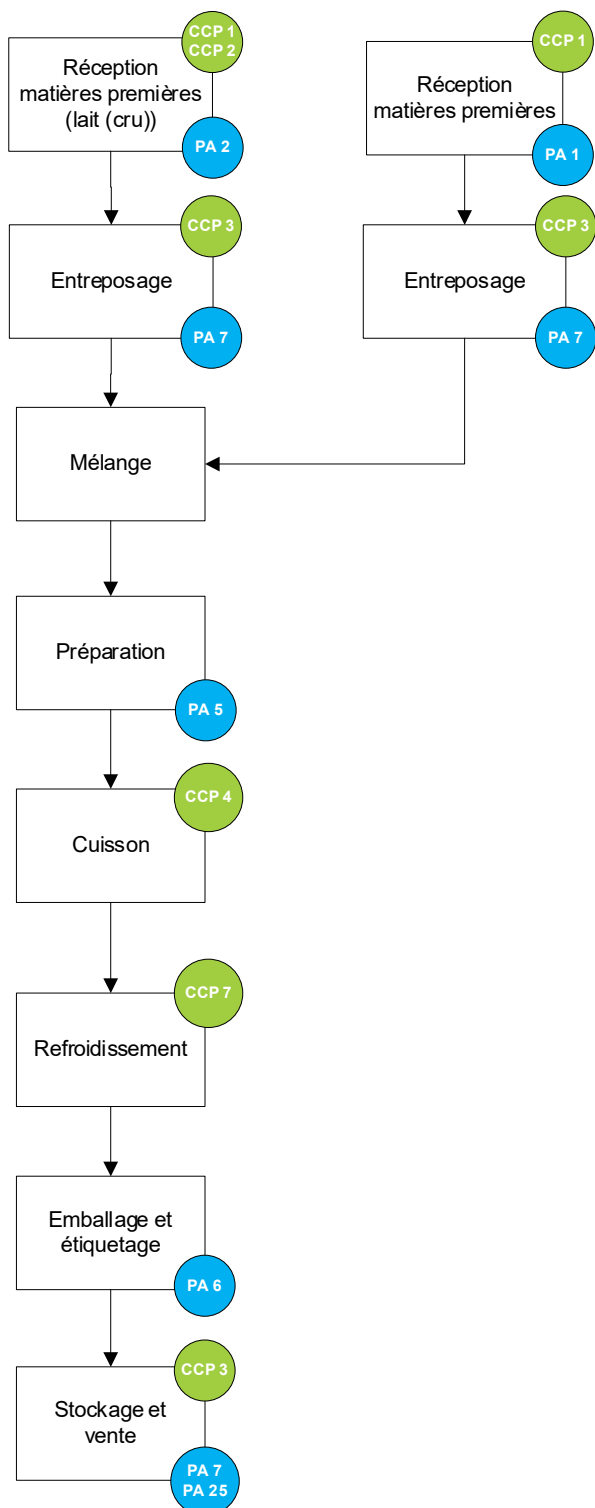 CCP 1
CCP 2
Réception
matières premières
(lait (cru))
PA 2
CCP 1
Réception
matières premières
PA 1
CCP 3
Entreposage
PA 7
CCP 3
Entreposage
PA 7
Mélange
Préparation
PA 5
CCP 4
Cuisson
CCP 7
Refroidissement
Emballage et
étiquetage
PA 6
CCP 3
Stockage et
vente
PA 7
PA 25